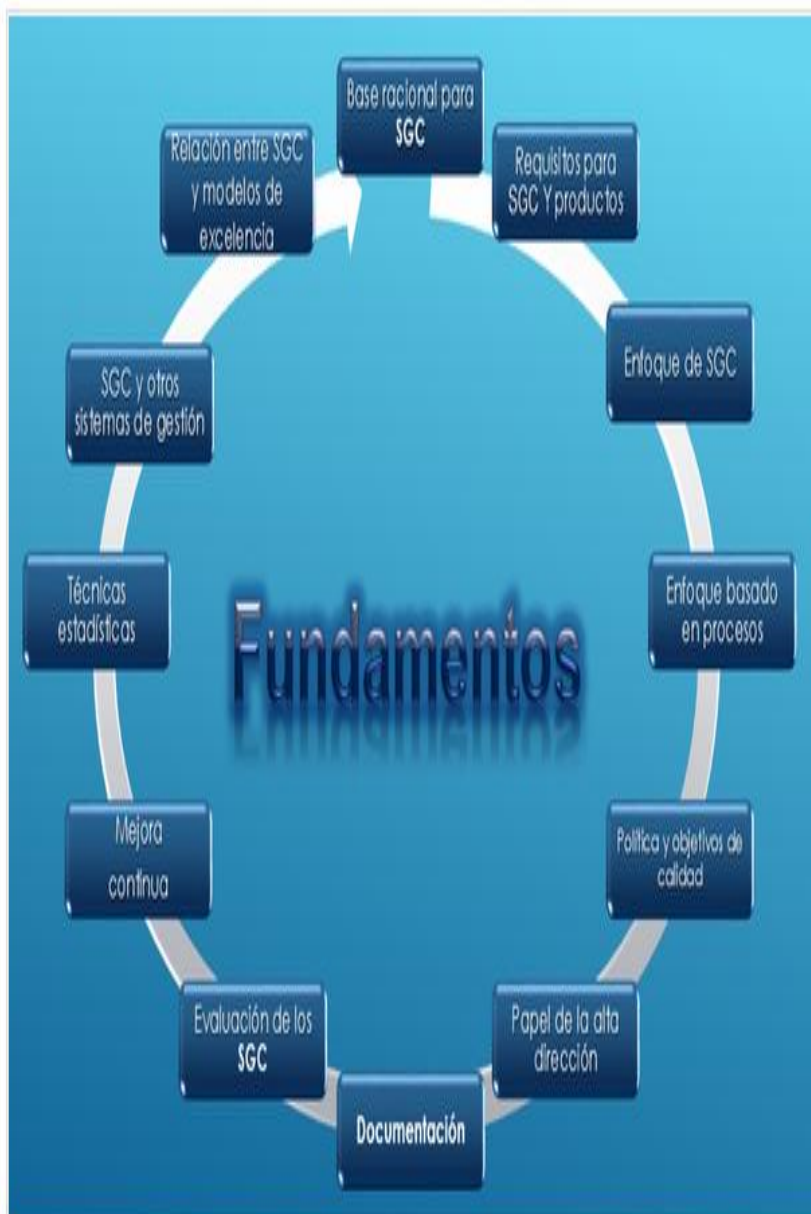 Base racional para
SGC
Requisitos para
SGC Y productos
Enfoque de SGC
Enfoque basado
en procesos
Política y objetivos de
calidad
Papel de la alta
dirección
Documentación
Evaluación de los
SGC
Mejora
continua
Técnicas
estadísticas
SGC y otros
sistemas de gestión
Relación entre SGC
y modelos de
excelencia
Fundamentos